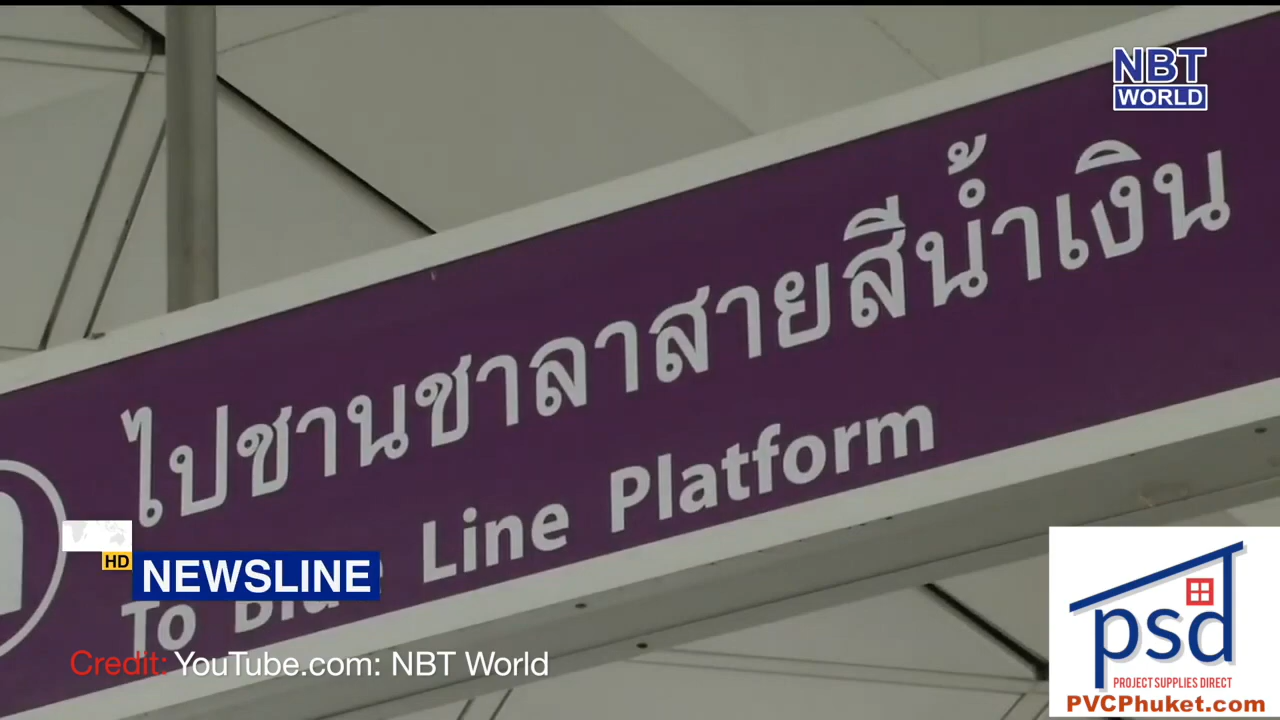 NBT
WORLD
ไปชานชาลาสายสีน้ำเงิน
To Blue Line Platform
HD
NEWSLINE
Credit: YouTube.com: NBT World
psd
PROJECT SUPPLIES DIRECT
PVCPhuket.com